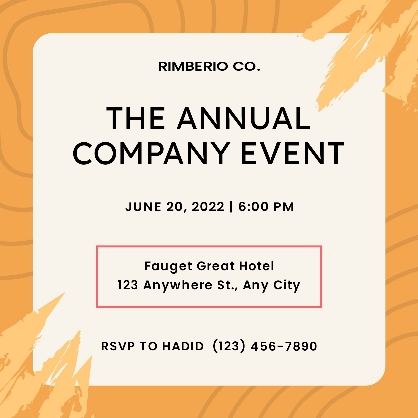 RIMBERIO CO.
THE ANNUAL
COMPANY EVENT
JUNE 20, 2022 | 6:00 PM
Fauget Great Hotel
123 Anywhere St., Any City
RSVP TO HADID (123) 456-7890